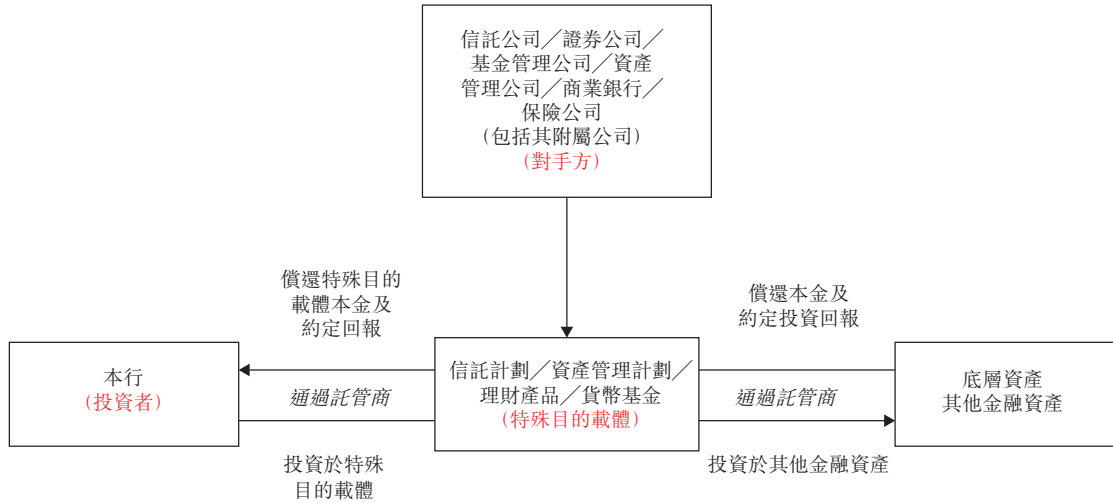 信託公司／證券公司／
基金管理公司／資產
管理公司／商業銀行／
保險公司
(包括其附屬公司)
(對手方)
償還特殊目的
載體本金及
約定回報
償還本金及
約定投資回報
本行
(投資者)
通過託管商
信託計劃／資產管理計劃／
理財產品／貨幣基金
(特殊目的載體)
通過託管商
底層資產
其他金融資產
投資於特殊
目的載體
投資於其他金融資產